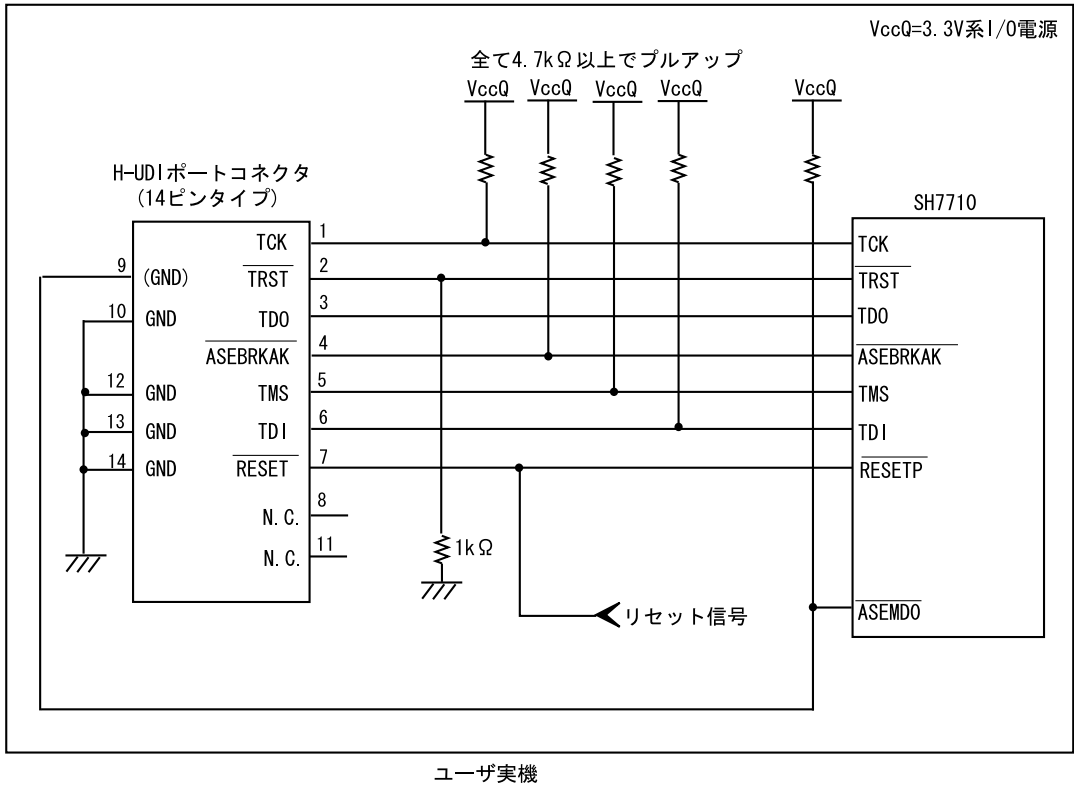 VccQ=3.3V系I/O電源
全て4.7kΩ以上でプルアップ
VccQ VccQ VccQ VccQ VccQ
H-UDIポートコネクタ
(14ピンタイプ)
SH7710
TCK 1 TCK
9 (GND) TRST 2 TRST
10 GND TDO 3 TDO
ASEBRKAK 4 ASEBRKAK
12 GND TMS 5 TMS
13 GND TDI 6 TDI
14 GND RESET 7 RESETP
N.C. 8
N.C. 11
1kΩ
リセット信号
ASEMD0
ユーザ実機